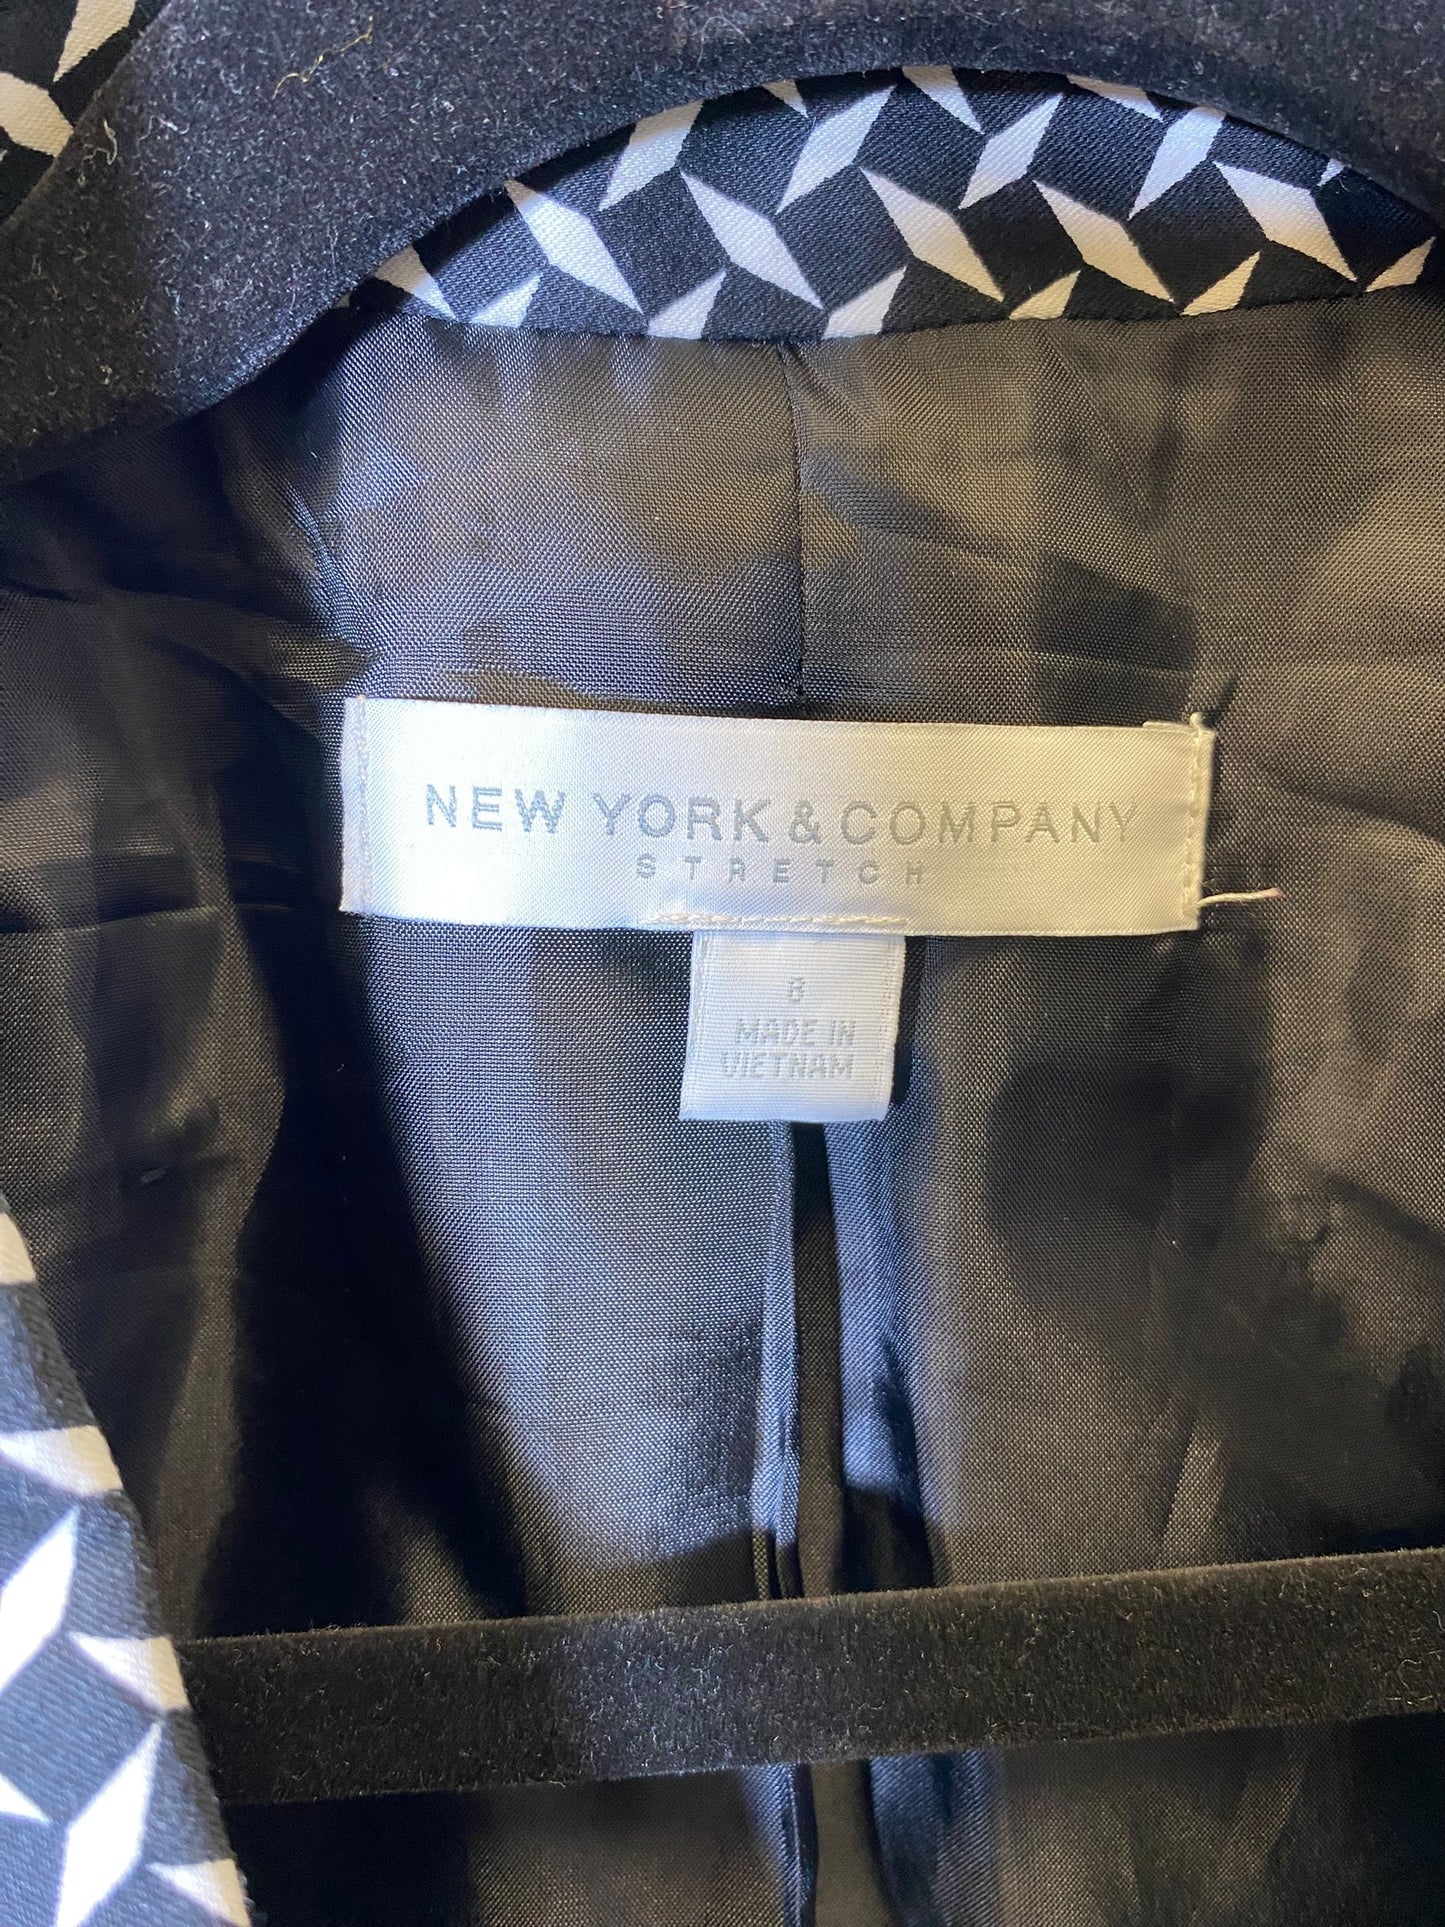 NEW YORK & COMPANY
STRETCH
8
MADE IN
VIETNAM